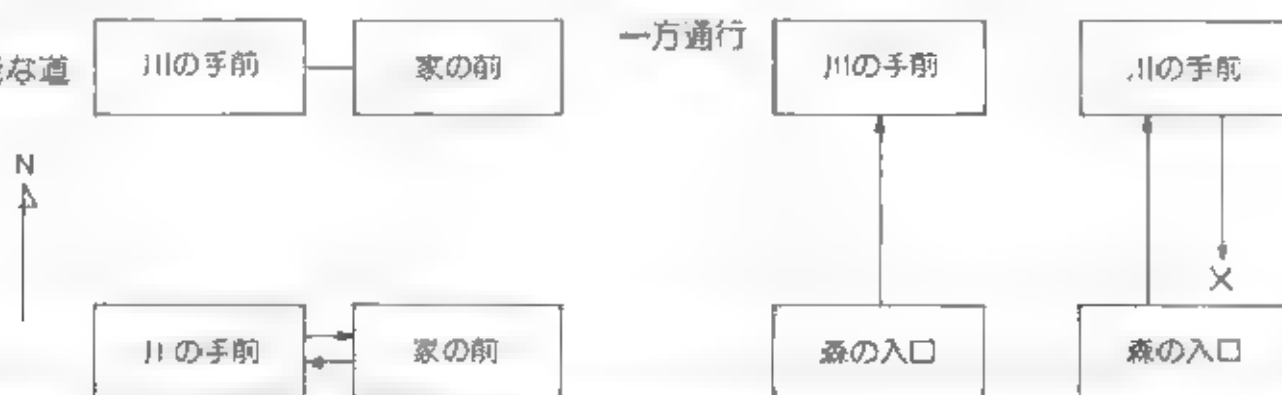 な道
川の手前
家の前
一方通行
川の手前
川の手前
N
川の手前
家の前
森の入口
森の入口